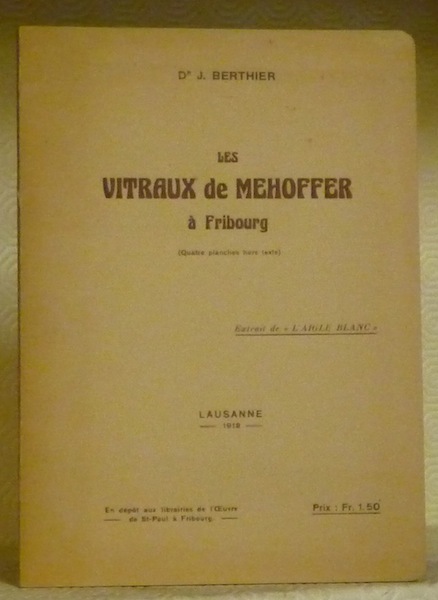 Dr J. BERTHIER
LES
VITRAUX de MEHOFFER
à Fribourg
(Quatre planches hors texte)
Extrait de « L'AIGLE BLANC »
LAUSANNE
— 1918 —
En dépôt aux librairies de l'Œuvre
— de St-Paul à Fribourg. —
Prix : Fr. 1.50